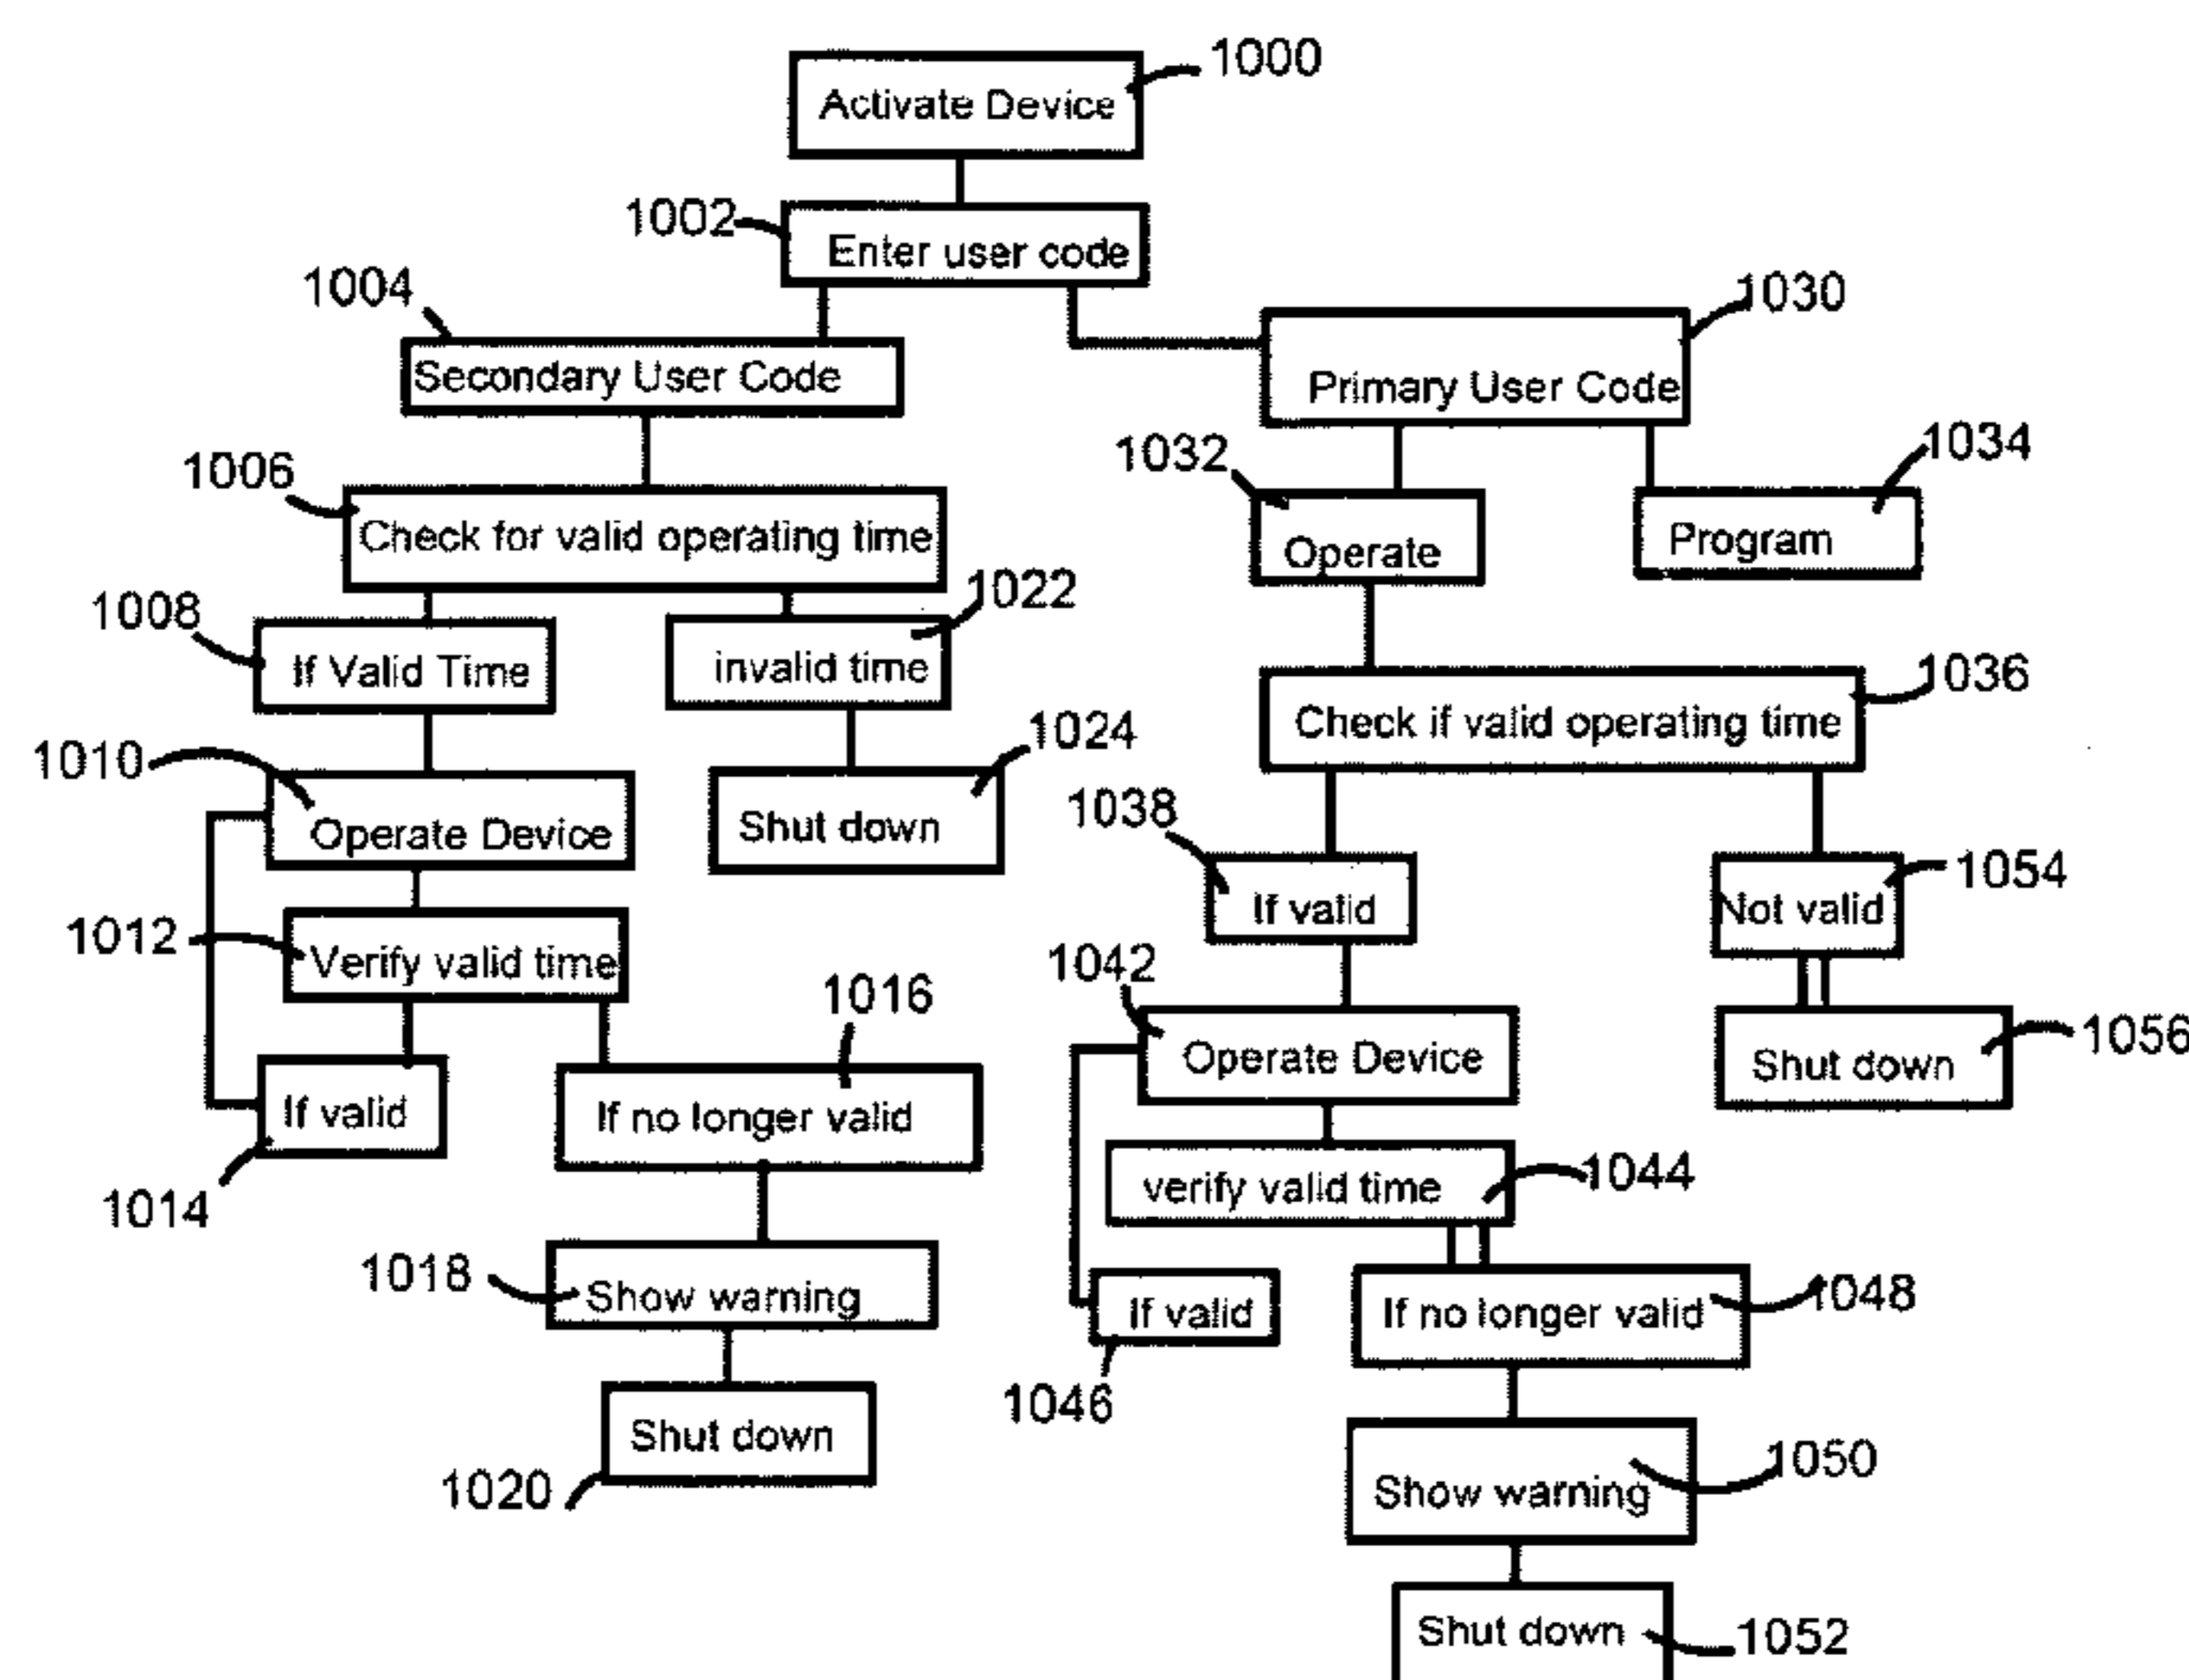 1000
Activate Device
1002
Enter user code
1004
1030
Secondary User Code
Primary User Code
1032
1034
1006
Check for valid operating time
Operate
Program
1008
1022
If Valid Time
invalid time
1036
Check if valid operating time
1010
1024
Operate Device
Shut down
1038
1054
If valid
Not valid
1012
Verify valid time
1042
1016
Operate Device
1056
Shut down
If valid
If no longer valid
1014
verify valid time
1044
1018
Show warning
If valid
If no longer valid
1048
1046
Shut down
1020
1050
Show warning
Shut down
1052